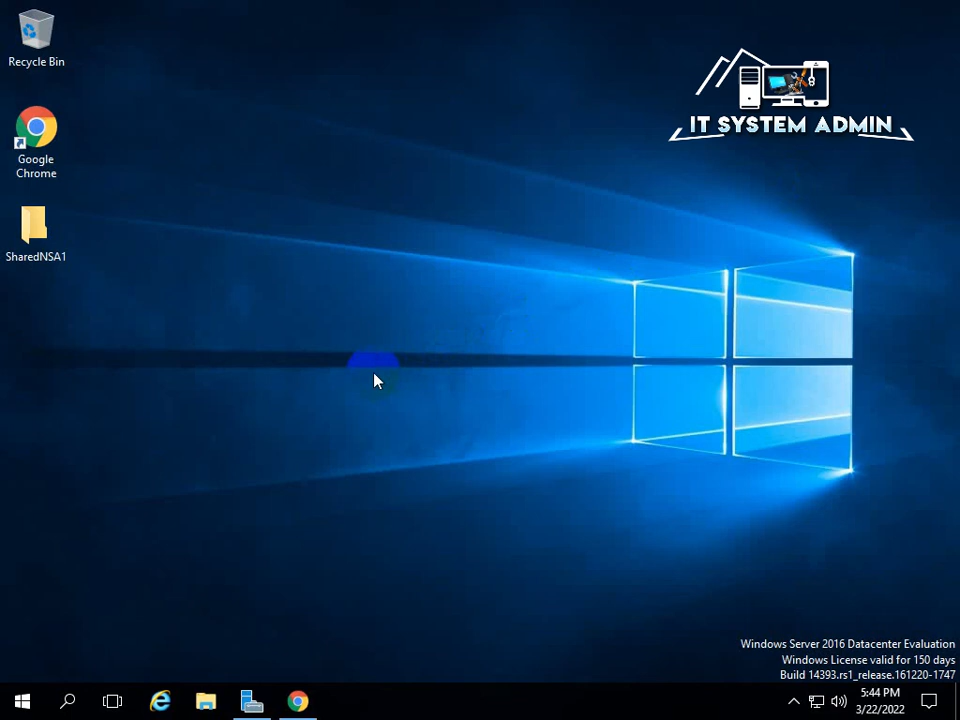 Recycle Bin
IT SYSTEM ADMIN
Google
Chrome
SharedNSA1
Windows Server 2016 Datacenter Evaluation
Windows License valid for 150 days
Build 14393.rs1_release.161220-1747
5:44 PM
3/22/2022